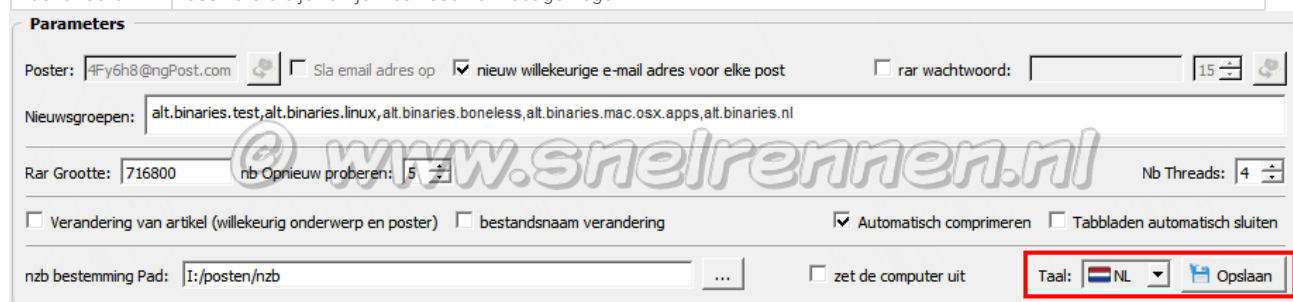 Parameters
Poster: 4Fy6h8@ngPost.com Sla email adres op nieuw willekeurige e-mail adres voor elke post rar wachtwoord: 15
Nieuwsgroepen: alt.binaries.test,alt.binaries.linux,alt.binaries.boneless,alt.binaries.mac.osx.apps,alt.binaries.nl
© www.snelrennen.nl
Rar Grootte: 716800 nb Opnieuw proberen: 5 Nb Threads: 4
Verandering van artikel (willekeurig onderwerp en poster) bestandsnaam verandering Automatisch comprimeren Tabbladen automatisch sluiten
nzb bestemming Pad: I:/posten/nzb ... zet de computer uit Taal: NL Opslaan